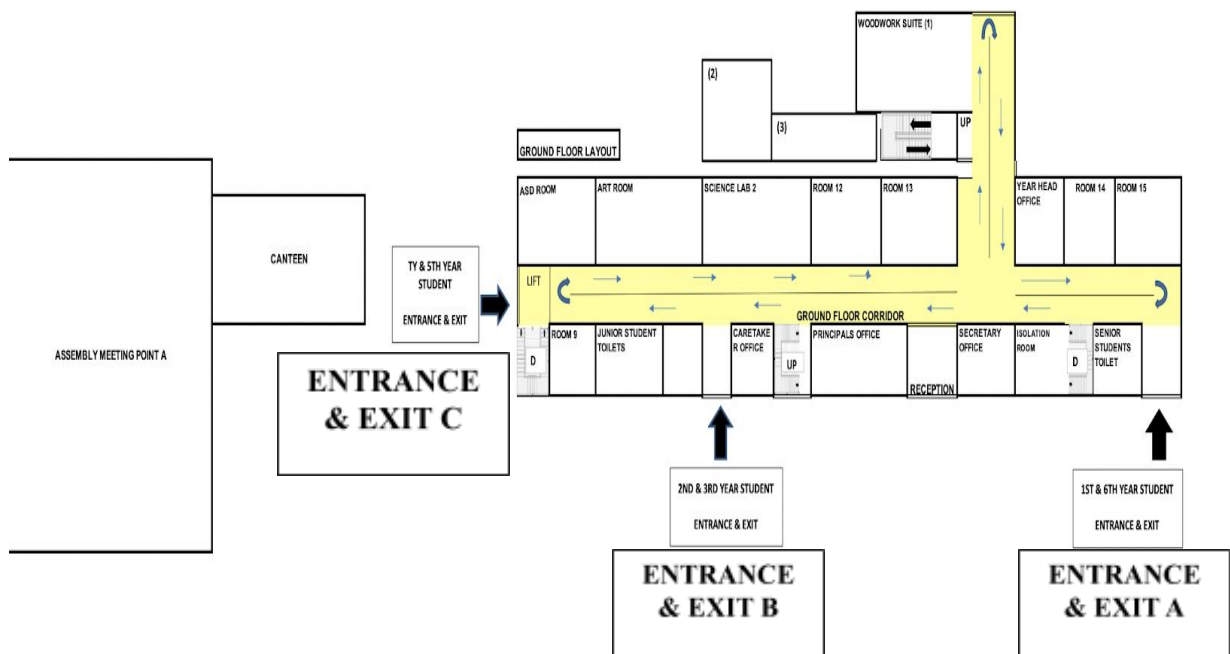 WOODWORK SUITE (1)
(2)
(3)
UP
GROUND FLOOR LAYOUT
ASD ROOM
ART ROOM
SCIENCE LAB 2
ROOM 12
ROOM 13
YEAR HEAD
OFFICE
ROOM 14
ROOM 15
CANTEEN
TY & 5TH YEAR
STUDENT
ENTRANCE & EXIT
LIFT
GROUND FLOOR CORRIDOR
ASSEMBLY MEETING POINT A
D
ROOM 9
JUNIOR STUDENT
TOILETS
CARETAKE
R OFFICE
UP
PRINCIPALS OFFICE
RECEPTION
SECRETARY
OFFICE
ISOLATION
ROOM
D
SENIOR
STUDENTS
TOILET
ENTRANCE
& EXIT C
2ND & 3RD YEAR STUDENT
ENTRANCE & EXIT
1ST & 6TH YEAR STUDENT
ENTRANCE & EXIT
ENTRANCE
& EXIT B
ENTRANCE
& EXIT A